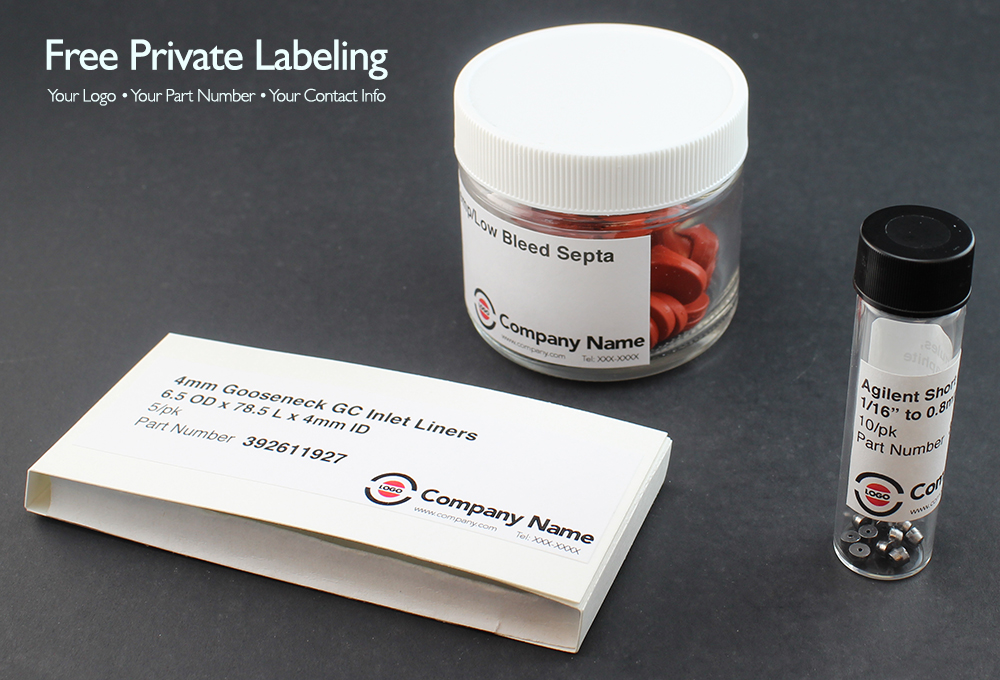 Free Private Labeling
Your Logo • Your Part Number • Your Contact Info
/Low Bleed Septa
LOGO
Company Name
www.company.com
Tel: XXX-XXXX
4mm Gooseneck GC Inlet Liners
6.5 OD x 78.5 L x 4mm ID
5/pk
Part Number 392611927
LOGO
Company Name
www.company.com
Tel: XXX-XXXX
Agilent Short
1/16" to 0.8m
10/pk
Part Number
LOGO
Com
www.co